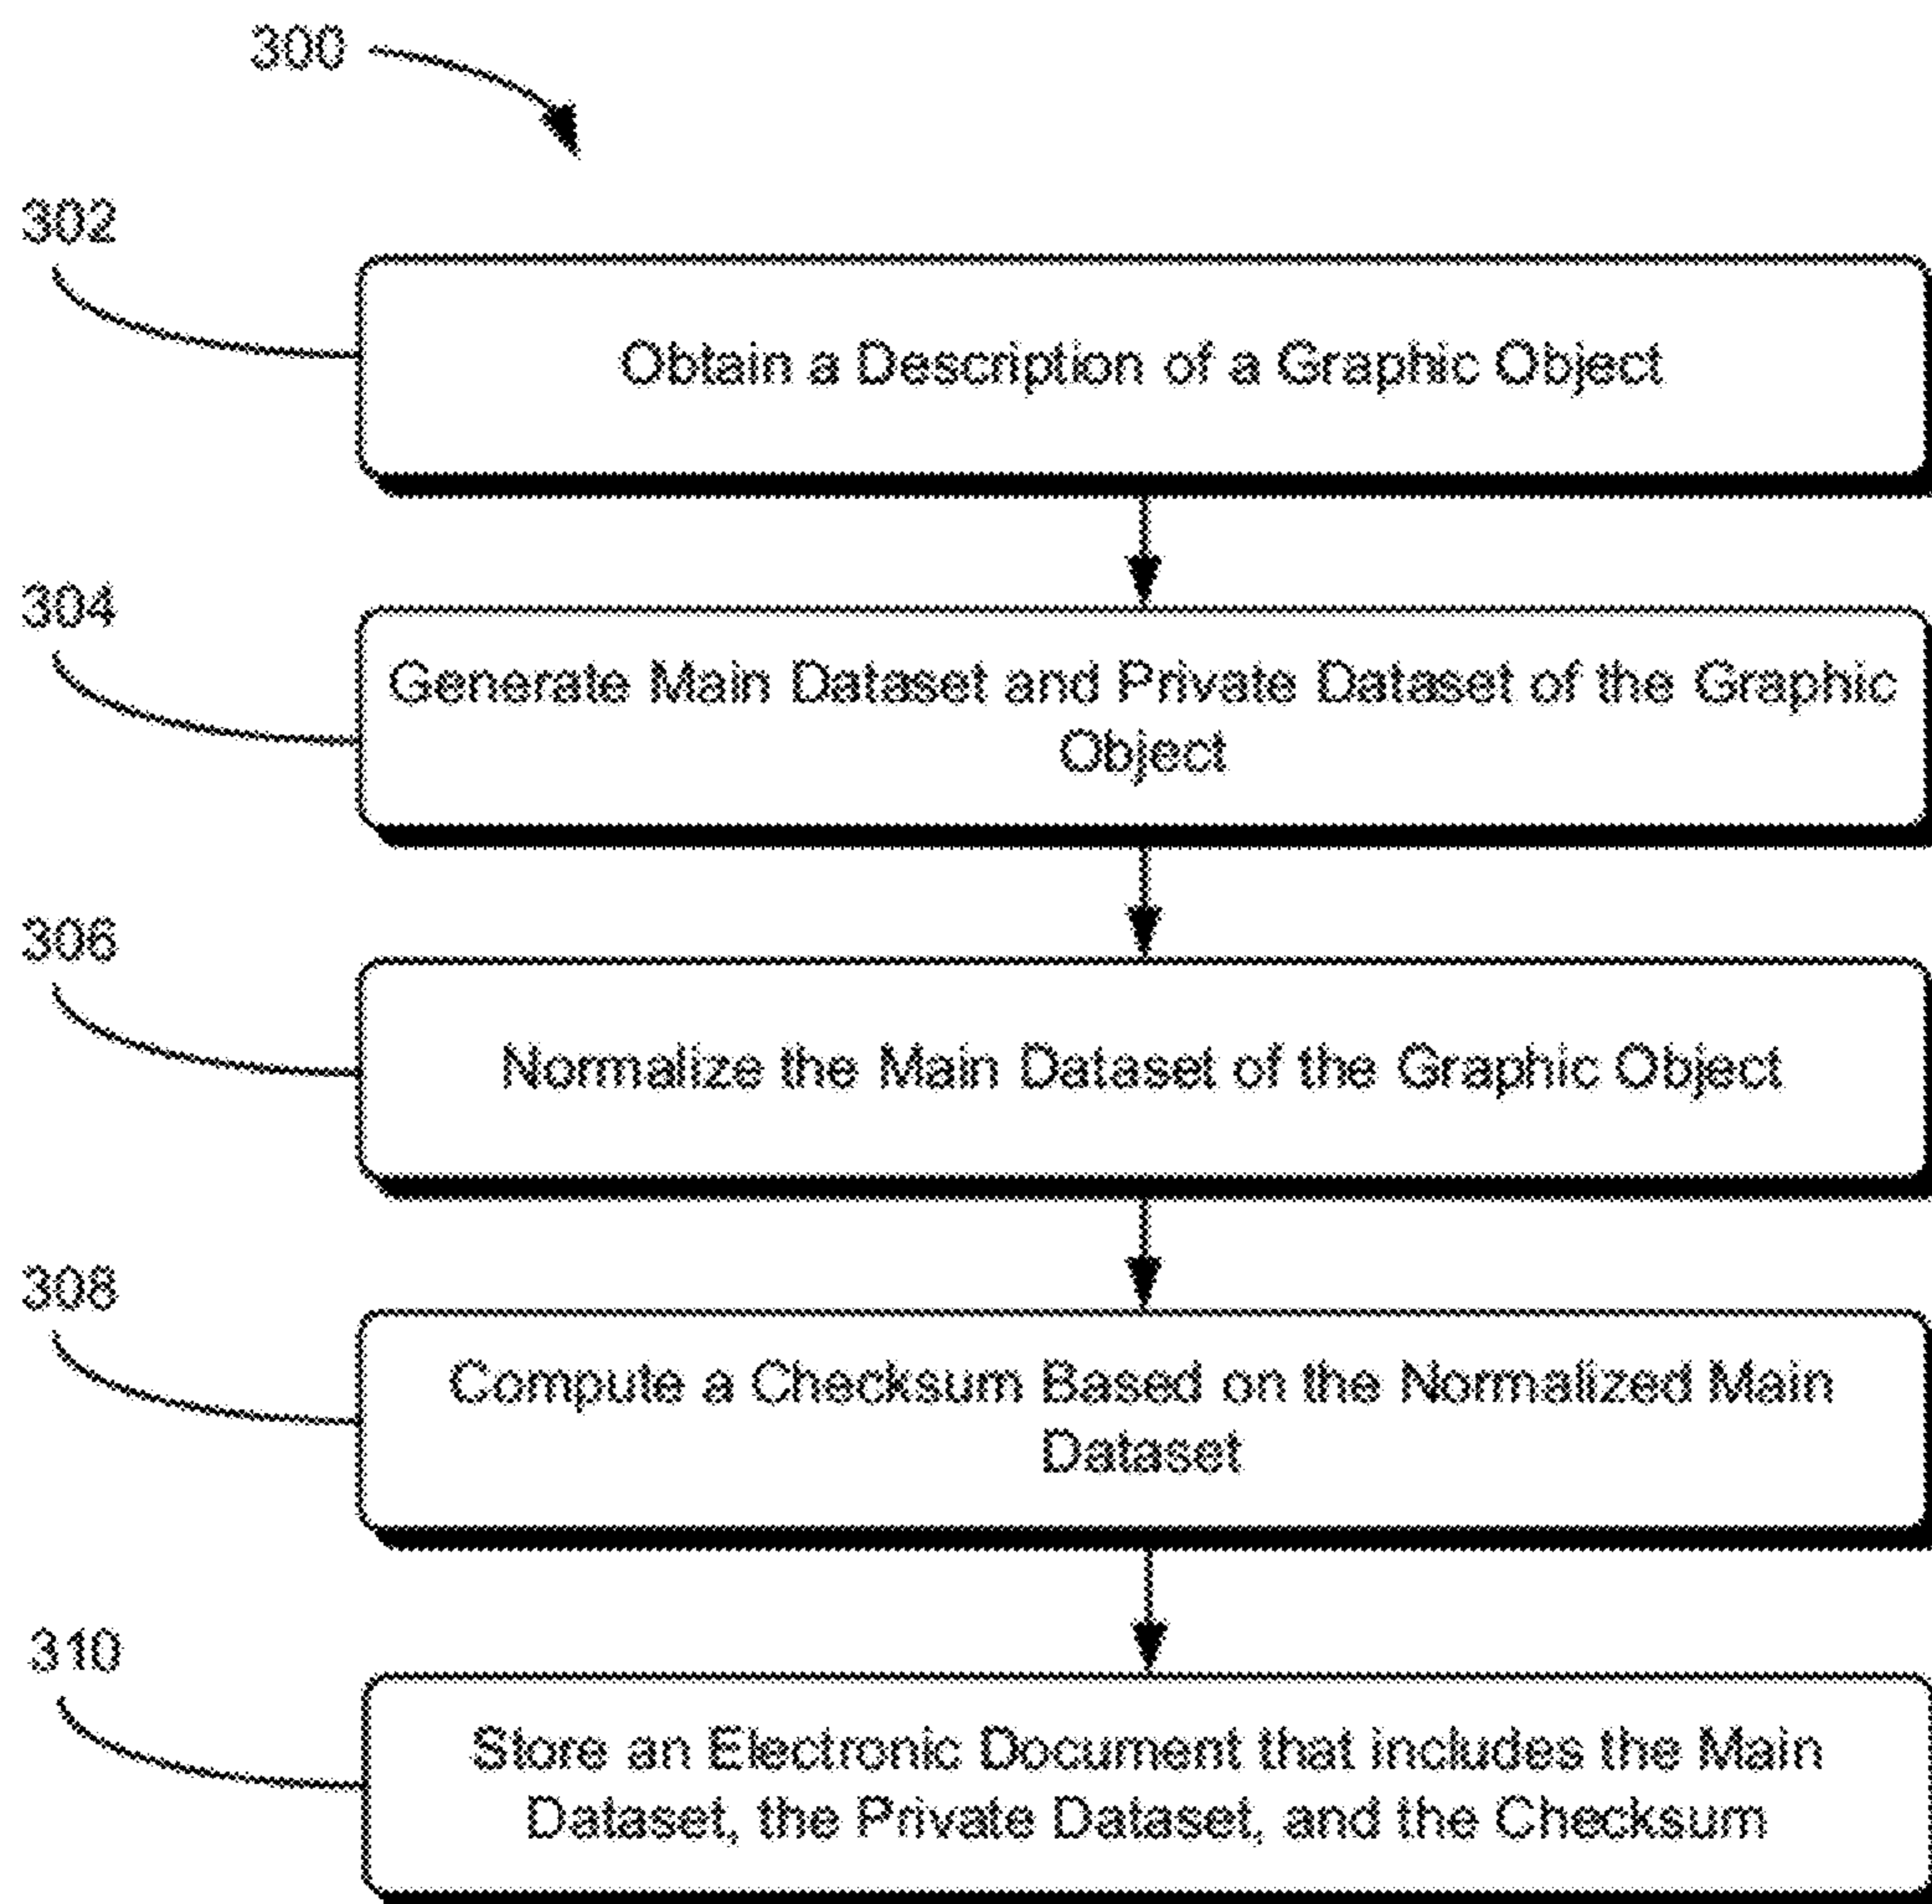 300
302
Obtain a Description of a Graphic Object
304
Generate Main Dataset and Private Dataset of the Graphic
Object
306
Normalize the Main Dataset of the Graphic Object
308
Compute a Checksum Based on the Normalized Main
Dataset
310
Store an Electronic Document that includes the Main
Dataset, the Private Dataset, and the Checksum